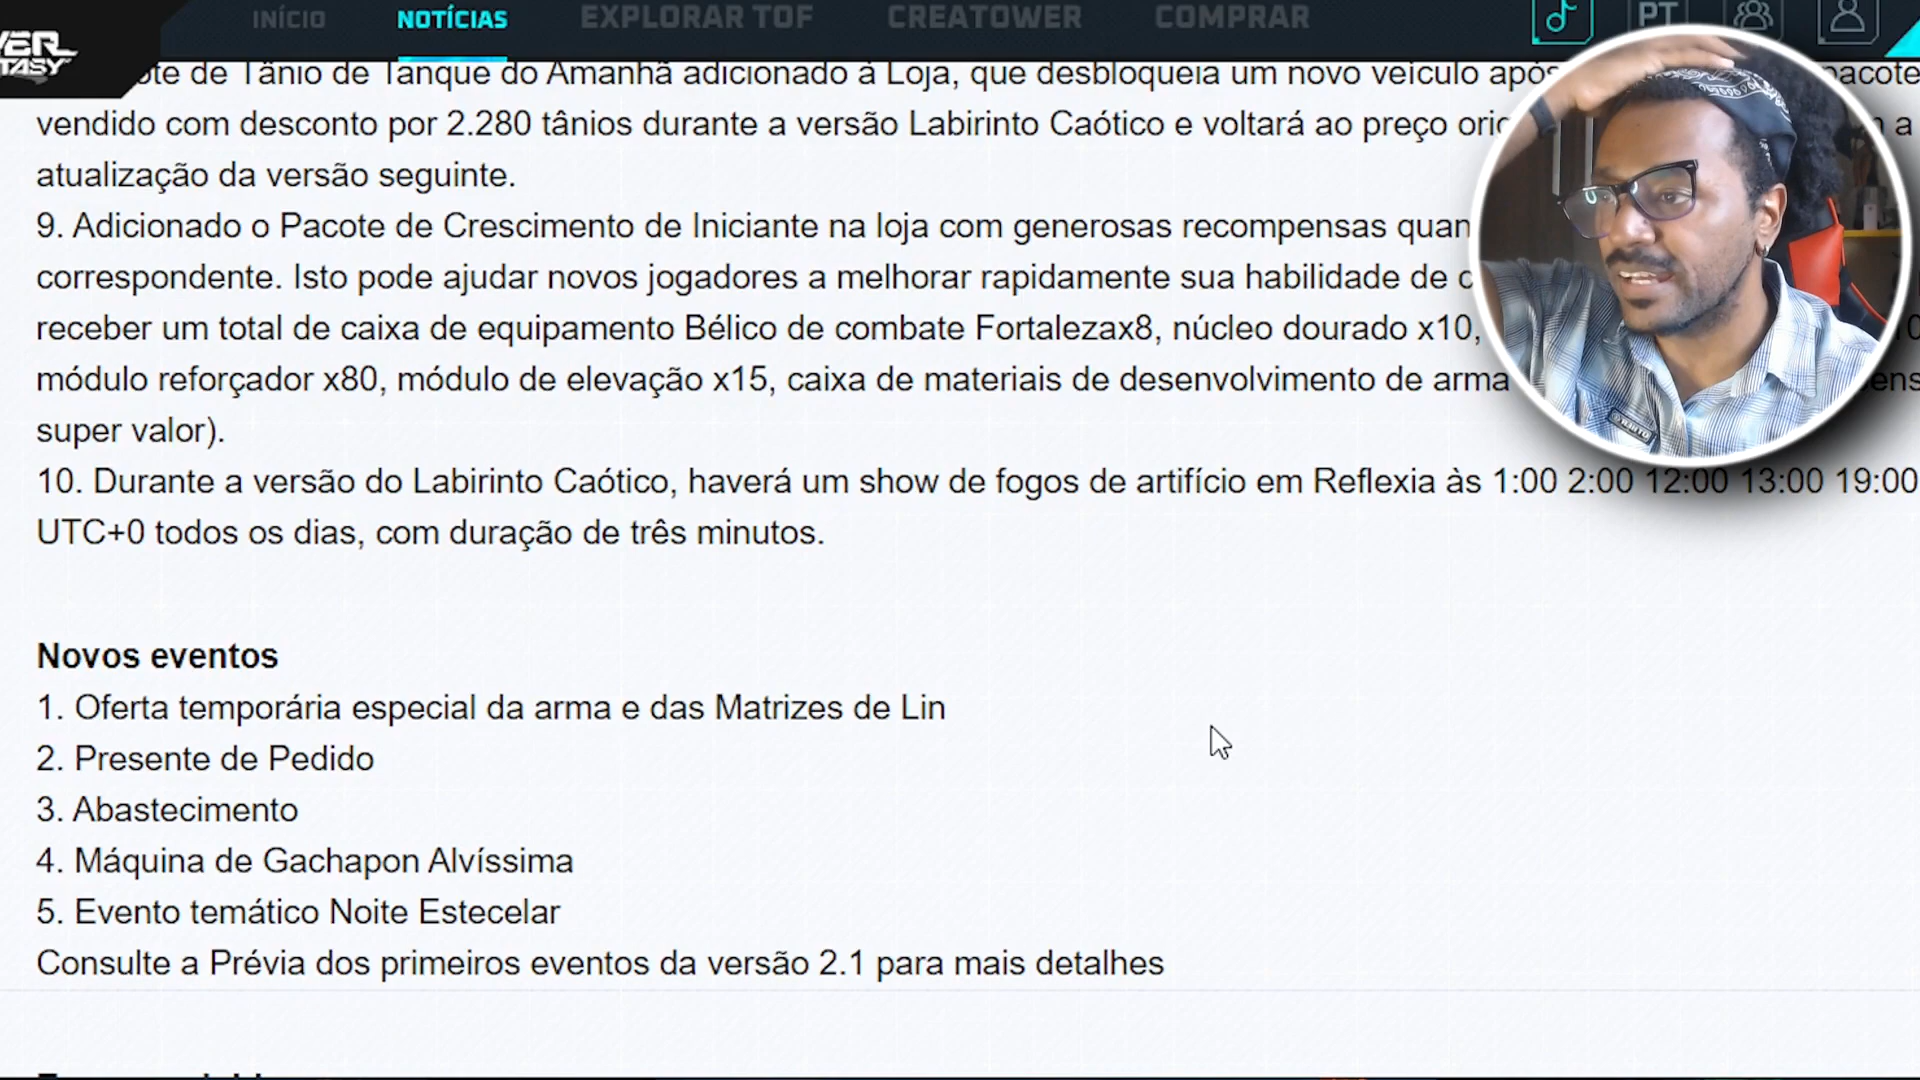 INÍCIO NOTÍCIAS EXPLORAR TOF CREATOWER COMPRAR PT
de Tânio de Tanque do Amanhã adicionado à Loja, que desbloqueia um novo veículo após pacote
vendido com desconto por 2.280 tânios durante a versão Labirinto Caótico e voltará ao preço a
atualização da versão seguinte.
9. Adicionado o Pacote de Crescimento de Iniciante na loja com generosas recompensas
correspondente. Isto pode ajudar novos jogadores a melhorar rapidamente sua habilidade de
receber um total de caixa de equipamento Bélico de combate Fortalezax8, núcleo dourado x10,
módulo reforçador x80, módulo de elevação x15, caixa de materiais de desenvolvimento de arma
super valor).
10. Durante a versão do Labirinto Caótico, haverá um show de fogos de artifício em Reflexia às 1:00 2:00 12:00 13:00 19:00
UTC+0 todos os dias, com duração de três minutos.
Novos eventos
1. Oferta temporária especial da arma e das Matrizes de Lin
2. Presente de Pedido
3. Abastecimento
4. Máquina de Gachapon Alvíssima
5. Evento temático Noite Estecelar
Consulte a Prévia dos primeiros eventos da versão 2.1 para mais detalhes